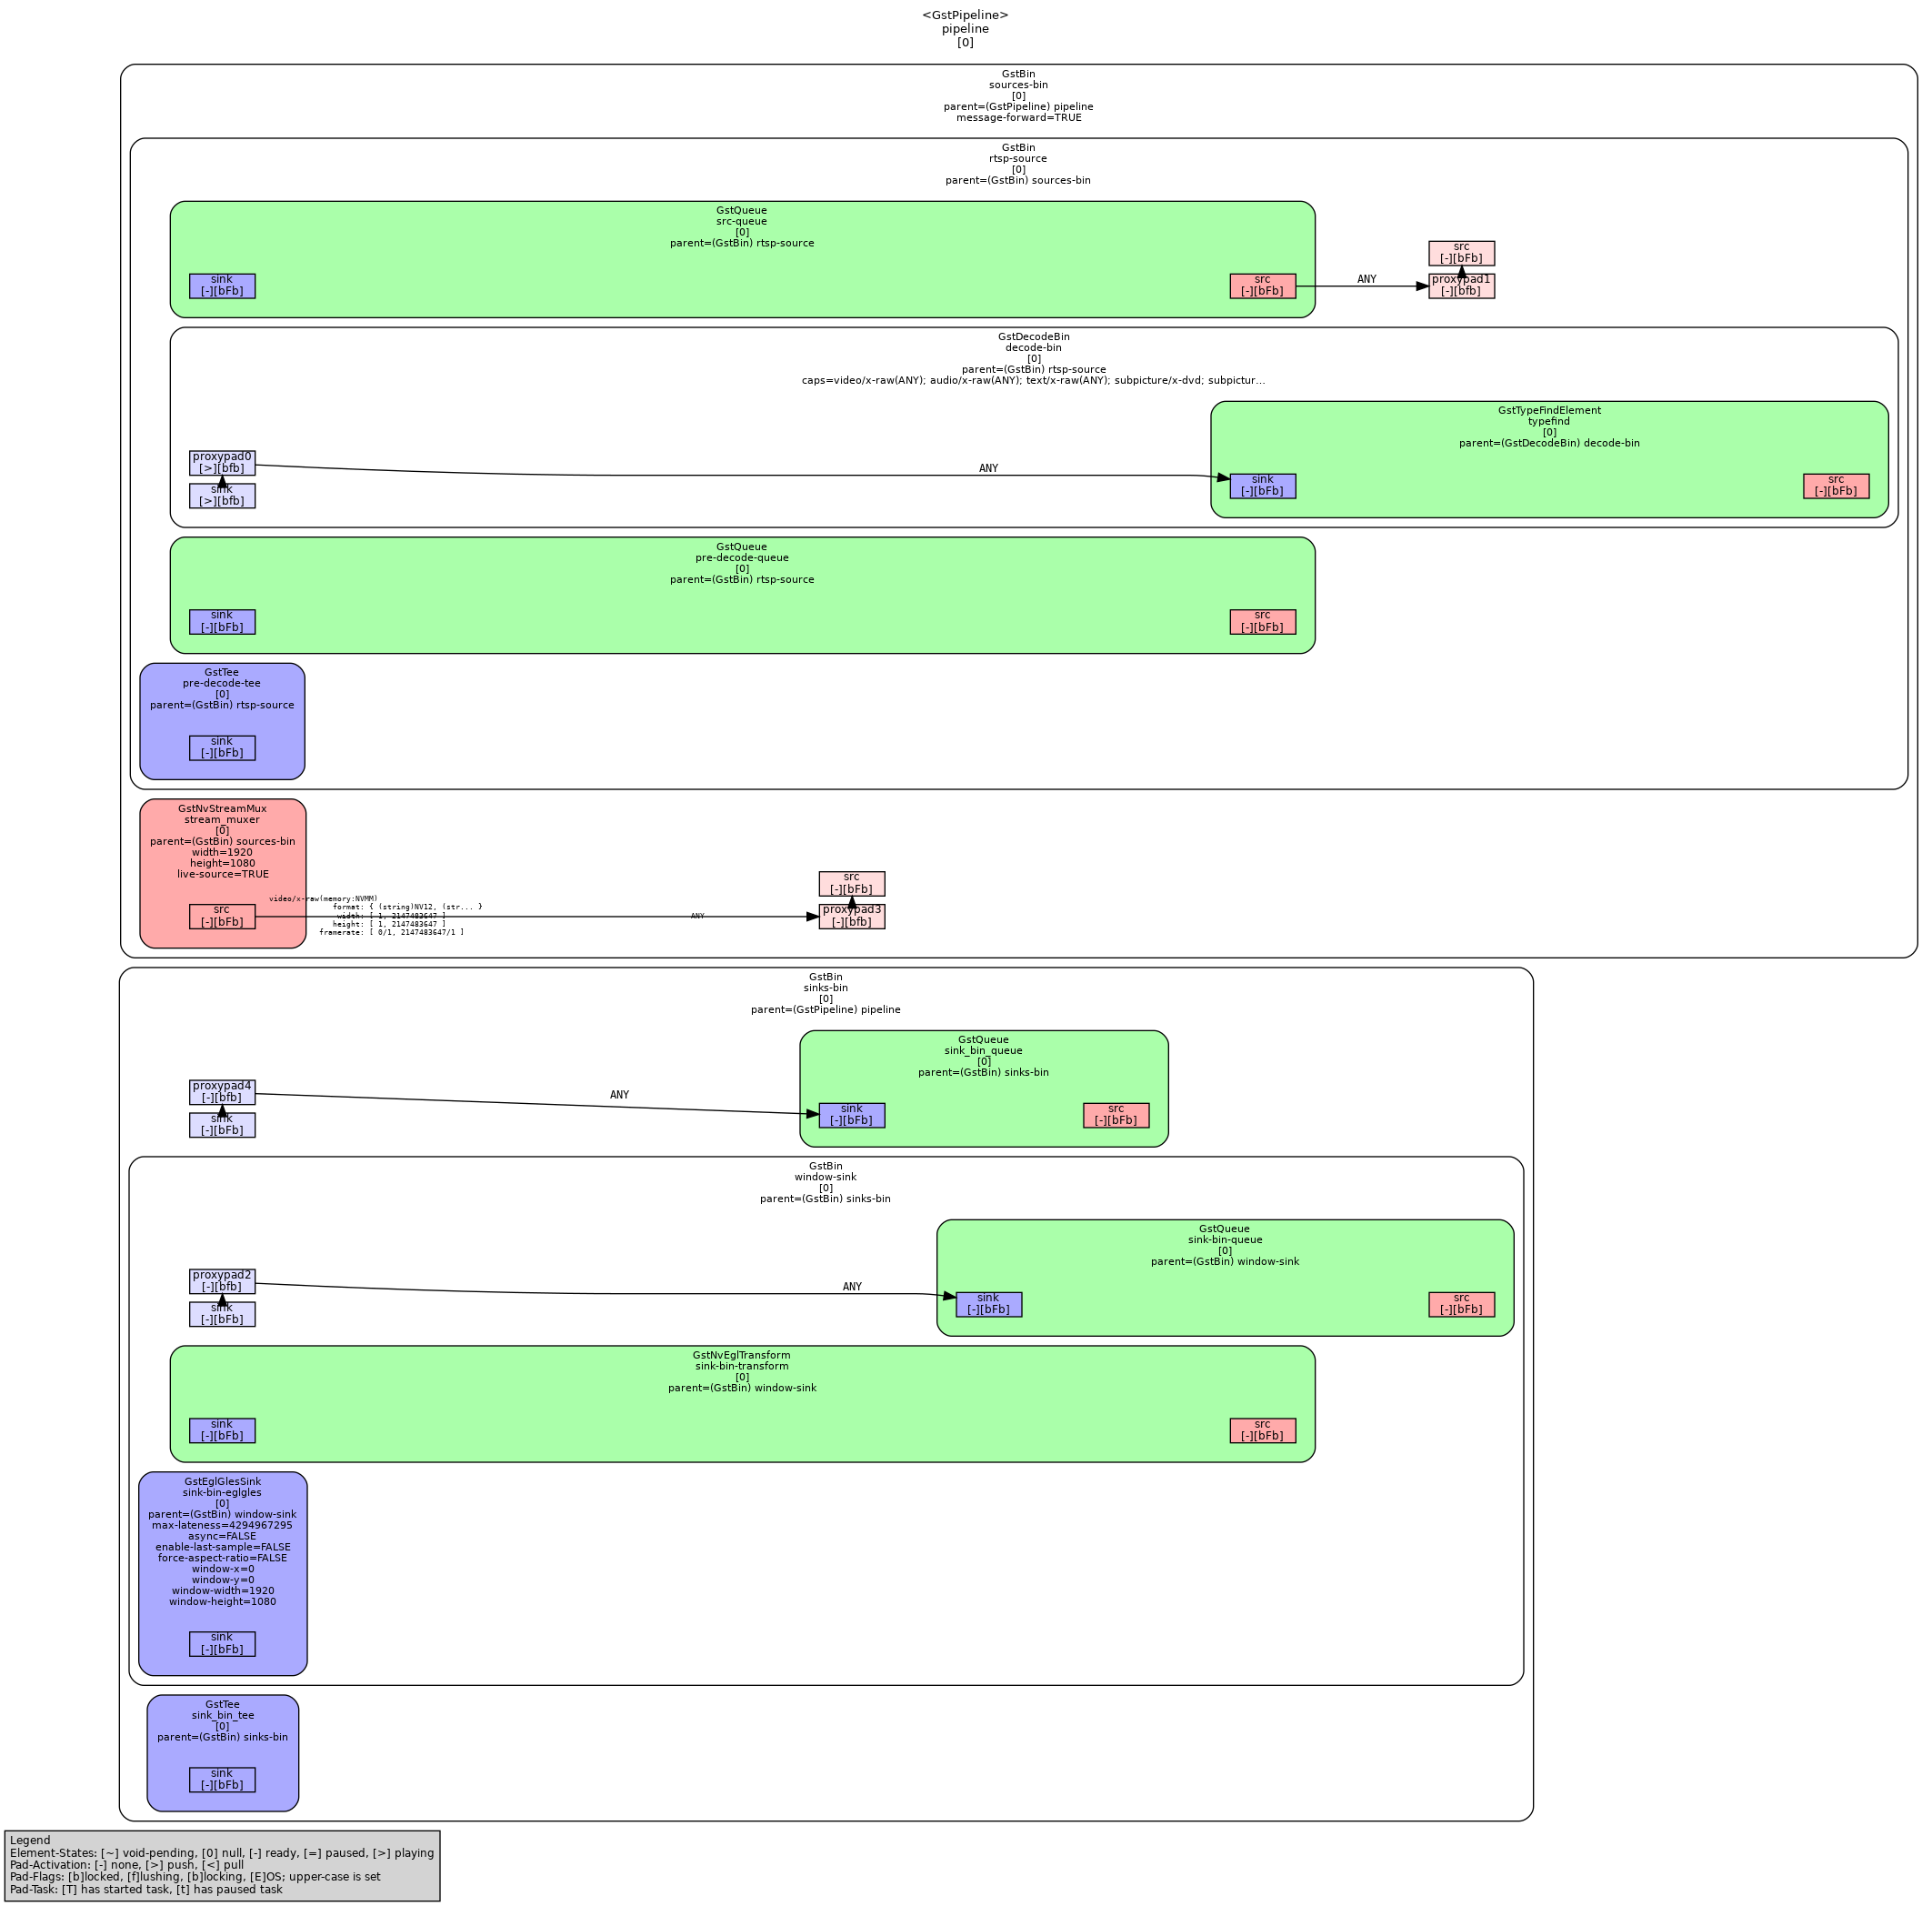 <GstPipeline>
pipeline
[0]
GstBin
sources-bin
[0]
parent=(GstPipeline) pipeline
message-forward=TRUE
GstBin
rtsp-source
[0]
parent=(GstBin) sources-bin
GstQueue
src-queue
[0]
parent=(GstBin) rtsp-source
sink
[-][bFb]
src
[-][bFb]
ANY
src
[-][bFb]
proxypad1
[-][bfb]
GstDecodeBin
decode-bin
[0]
parent=(GstBin) rtsp-source
caps=video/x-raw(ANY); audio/x-raw(ANY); text/x-raw(ANY); subpicture/x-dvd; subpictur...
GstTypeFindElement
typefind
[0]
parent=(GstDecodeBin) decode-bin
proxypad0
[>][bfb]
sink
[>][bfb]
ANY
sink
[-][bFb]
src
[-][bFb]
GstQueue
pre-decode-queue
[0]
parent=(GstBin) rtsp-source
sink
[-][bFb]
src
[-][bFb]
GstTee
pre-decode-tee
[0]
parent=(GstBin) rtsp-source
sink
[-][bFb]
GstNvStreamMux
stream_muxer
[0]
parent=(GstBin) sources-bin
width=1920
height=1080
live-source=TRUE
src
[-][bFb]
video/x-raw(memory:NVMM)
format: { (string)NV12, (str... }
width: [ 1, 2147483647 ]
height: [ 1, 2147483647 ]
framerate: [ 0/1, 2147483647/1 ]
ANY
src
[-][bFb]
proxypad3
[-][bfb]
GstBin
sinks-bin
[0]
parent=(GstPipeline) pipeline
GstQueue
sink_bin_queue
[0]
parent=(GstBin) sinks-bin
proxypad4
[-][bfb]
sink
[-][bFb]
ANY
sink
[-][bFb]
src
[-][bFb]
GstBin
window-sink
[0]
parent=(GstBin) sinks-bin
GstQueue
sink-bin-queue
[0]
parent=(GstBin) window-sink
proxypad2
[-][bfb]
sink
[-][bFb]
ANY
sink
[-][bFb]
src
[-][bFb]
GstNvEglTransform
sink-bin-transform
[0]
parent=(GstBin) window-sink
sink
[-][bFb]
src
[-][bFb]
GstEglGlesSink
sink-bin-eglgles
[0]
parent=(GstBin) window-sink
max-lateness=4294967295
async=FALSE
enable-last-sample=FALSE
force-aspect-ratio=FALSE
window-x=0
window-y=0
window-width=1920
window-height=1080
sink
[-][bFb]
GstTee
sink_bin_tee
[0]
parent=(GstBin) sinks-bin
sink
[-][bFb]
Legend
Element-States: [~] void-pending, [0] null, [-] ready, [=] paused, [>] playing
Pad-Activation: [-] none, [>] push, [<] pull
Pad-Flags: [b]locked, [f]lushing, [b]locking, [E]OS; upper-case is set
Pad-Task: [T] has started task, [t] has paused task